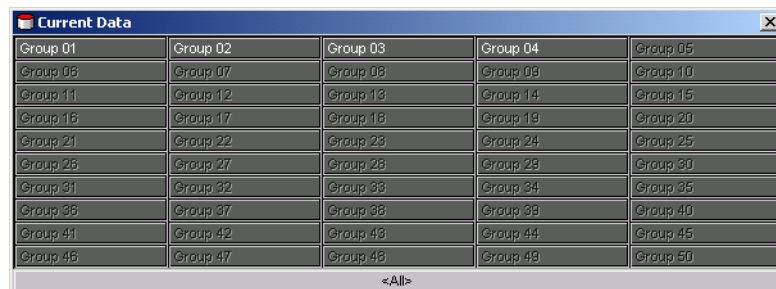 Current Data
Group 01 Group 02 Group 03 Group 04 Group 05
Group 06 Group 07 Group 08 Group 09 Group 10
Group 11 Group 12 Group 13 Group 14 Group 15
Group 16 Group 17 Group 18 Group 19 Group 20
Group 21 Group 22 Group 23 Group 24 Group 25
Group 26 Group 27 Group 28 Group 29 Group 30
Group 31 Group 32 Group 33 Group 34 Group 35
Group 36 Group 37 Group 38 Group 39 Group 40
Group 41 Group 42 Group 43 Group 44 Group 45
Group 46 Group 47 Group 48 Group 49 Group 50
<All>